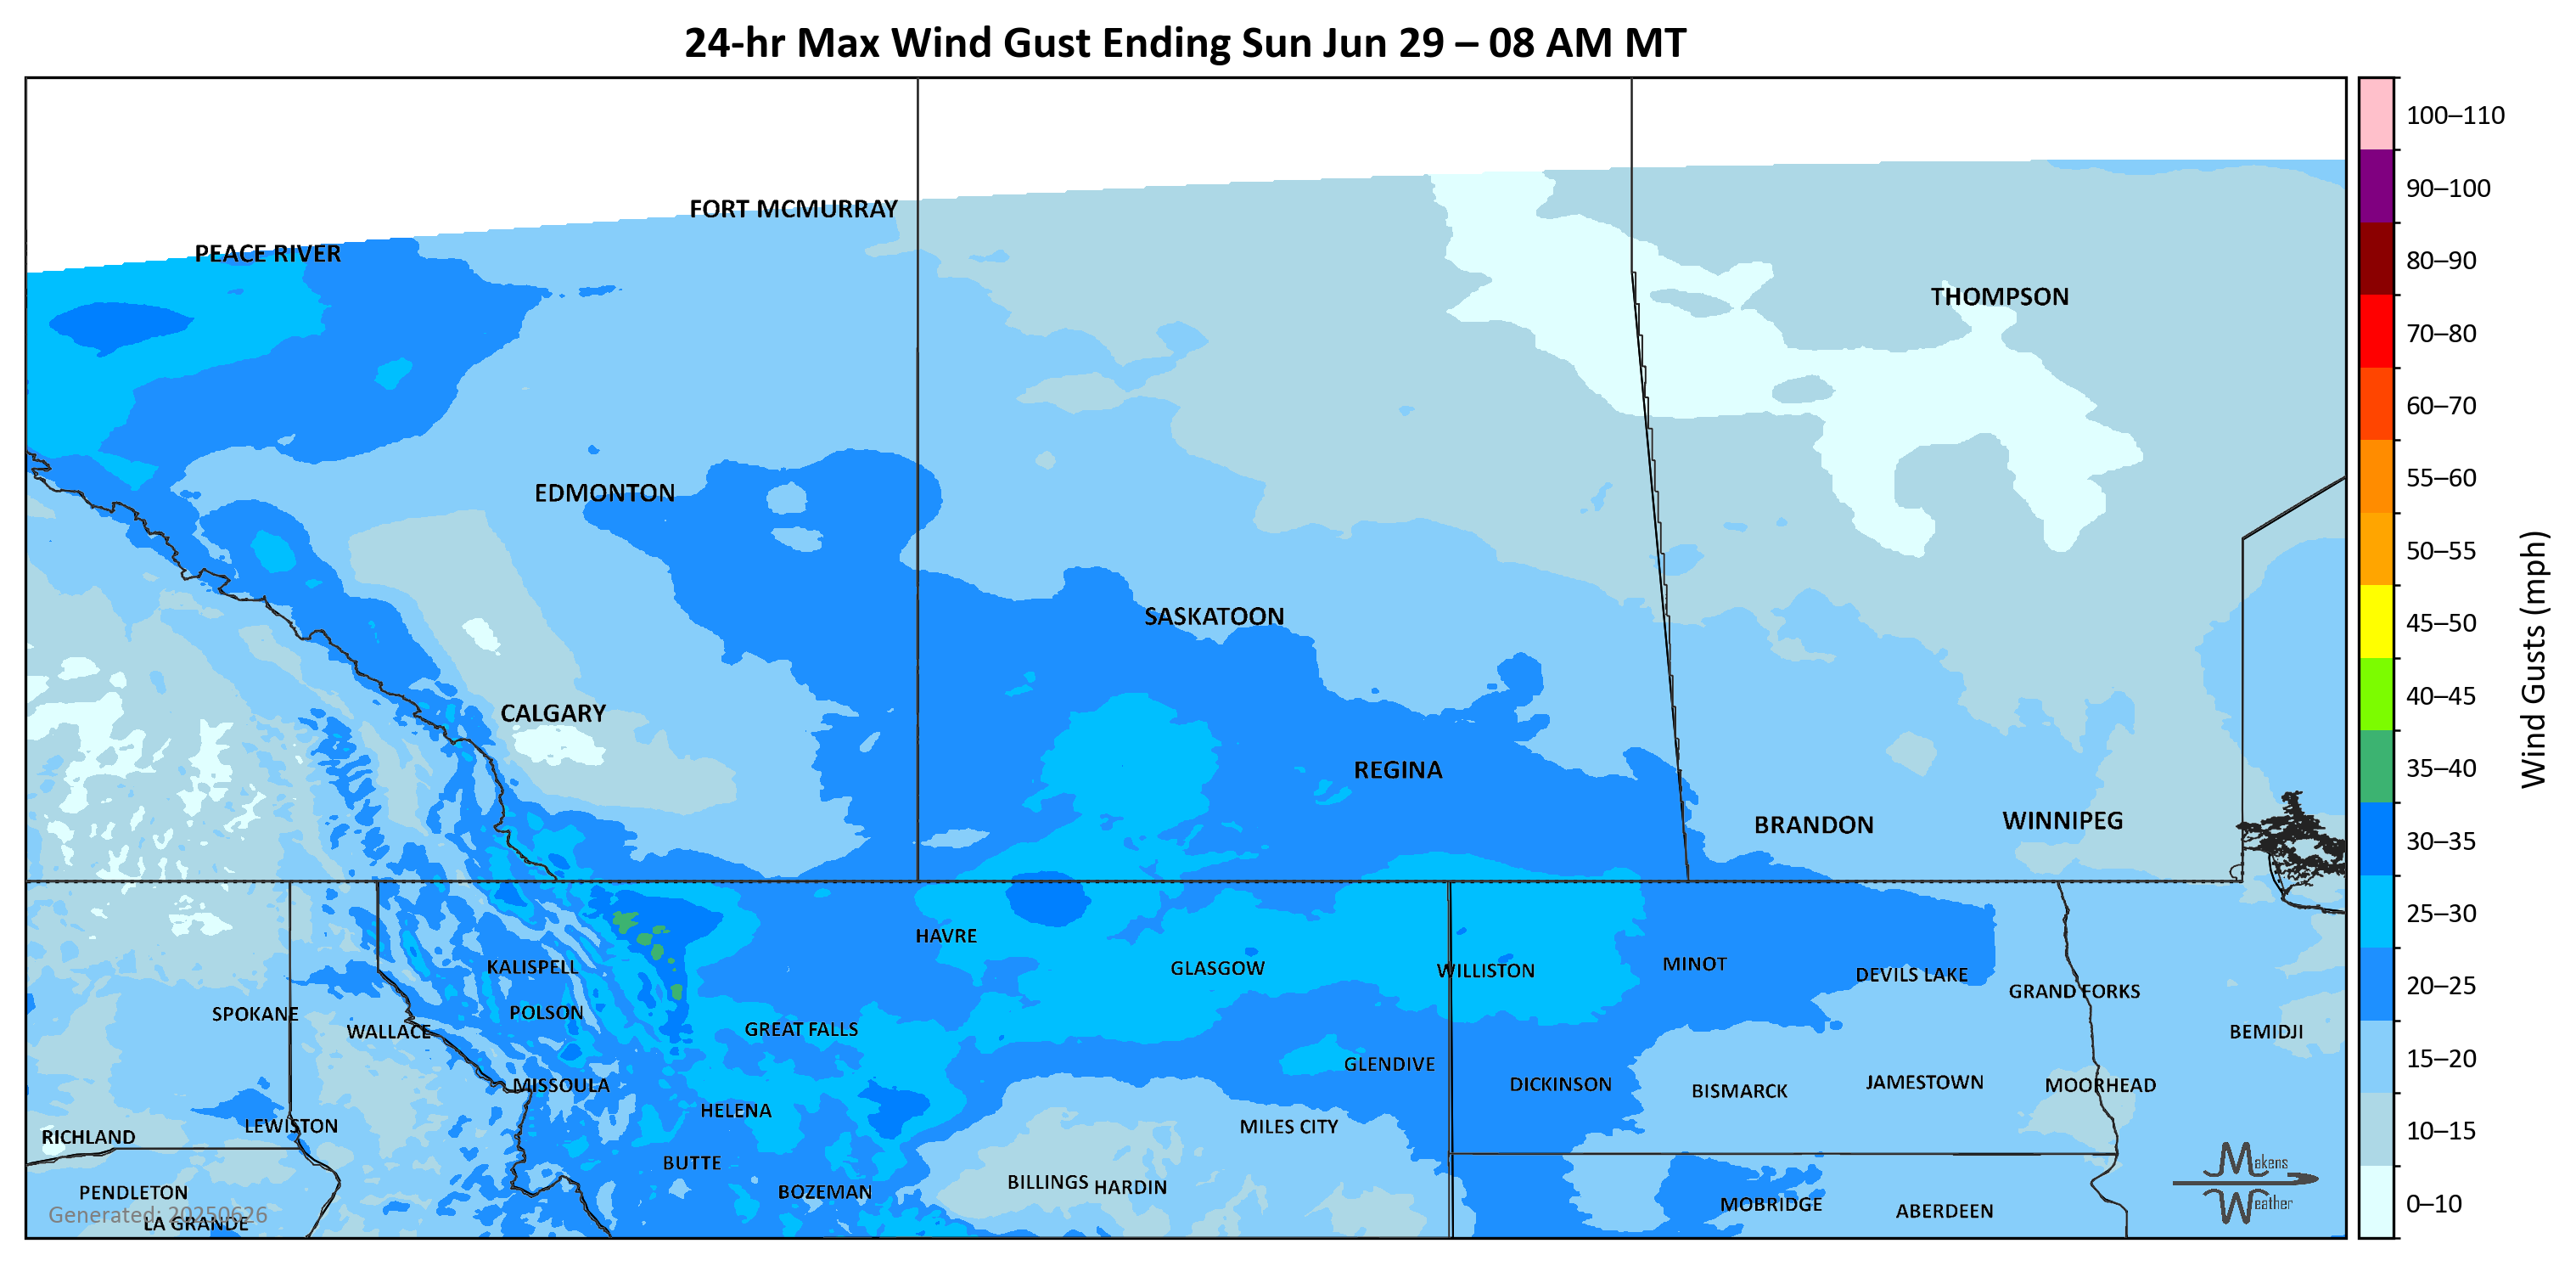 24-hr Max Wind Gust Ending Sun Jun 29 – 08 AM MT
100–110
90–100
80–90
70–80
60–70
55–60
50–55
45–50
40–45
35–40
30–35
25–30
20–25
15–20
10–15
0–10
Wind Gusts (mph)
FORT MCMURRAY
PEACE RIVER
THOMPSON
EDMONTON
SASKATOON
CALGARY
REGINA
BRANDON
WINNIPEG
HAVRE
KALISPELL
GLASGOW
WILLISTON
MINOT
DEVILS LAKE
GRAND FORKS
SPOKANE
POLSON
WALLACE
GREAT FALLS
BEMIDJI
GLENDIVE
MISSOULA
DICKINSON
BISMARCK
JAMESTOWN
MOORHEAD
HELENA
LEWISTON
MILES CITY
RICHLAND
BUTTE
BILLINGS
HARDIN
PENDLETON
BOZEMAN
MOBRIDGE
ABERDEEN
Generated: 20250626
LA GRANDE
Makens
Weather